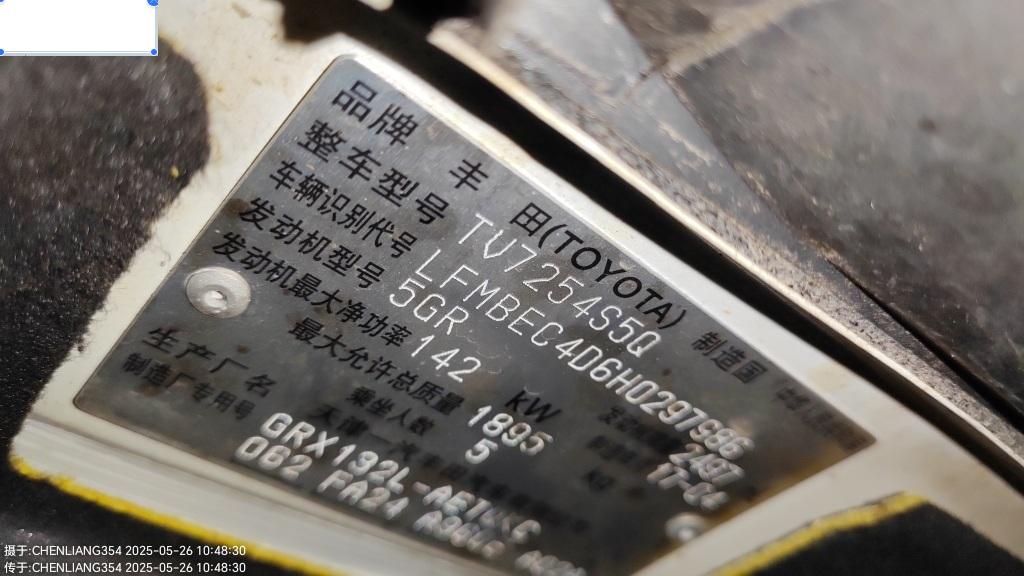 品牌 丰 田(TOYOTA) 制造国
整车型号 TV7254S5Q
车辆识别代号 LFMBEC4D6H0297986
发动机型号 5GR
发动机最大净功率 142 kW 2497
最大允许总质量 1895 kg 17-04
乘坐人数 5
生产厂名 天津一汽
制造厂专用号 GRX132L-
062 FA24
摄于:CHENLIANG354 2025-05-26 10:48:30
传于:CHENLIANG354 2025-05-26 10:48:30